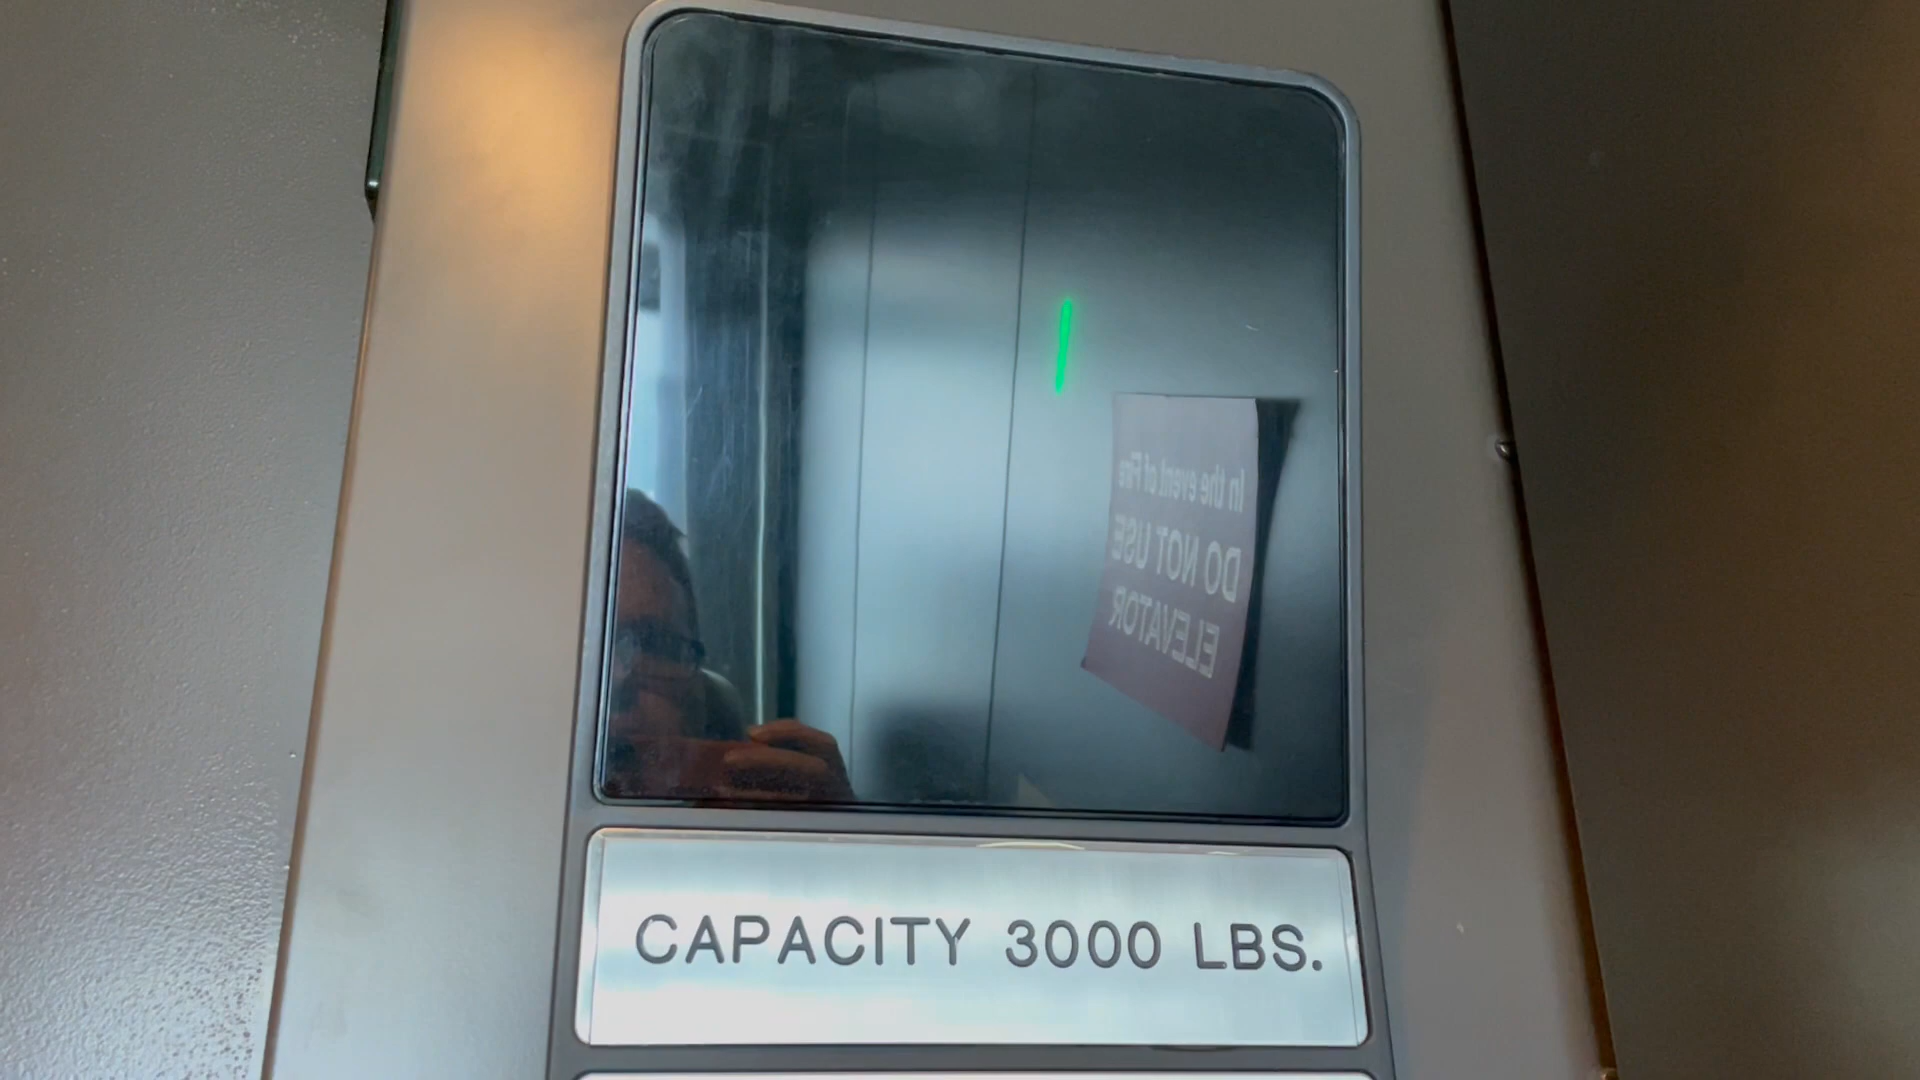 In the event of Fire
DO NOT USE
ELEVATOR
CAPACITY 3000 LBS.